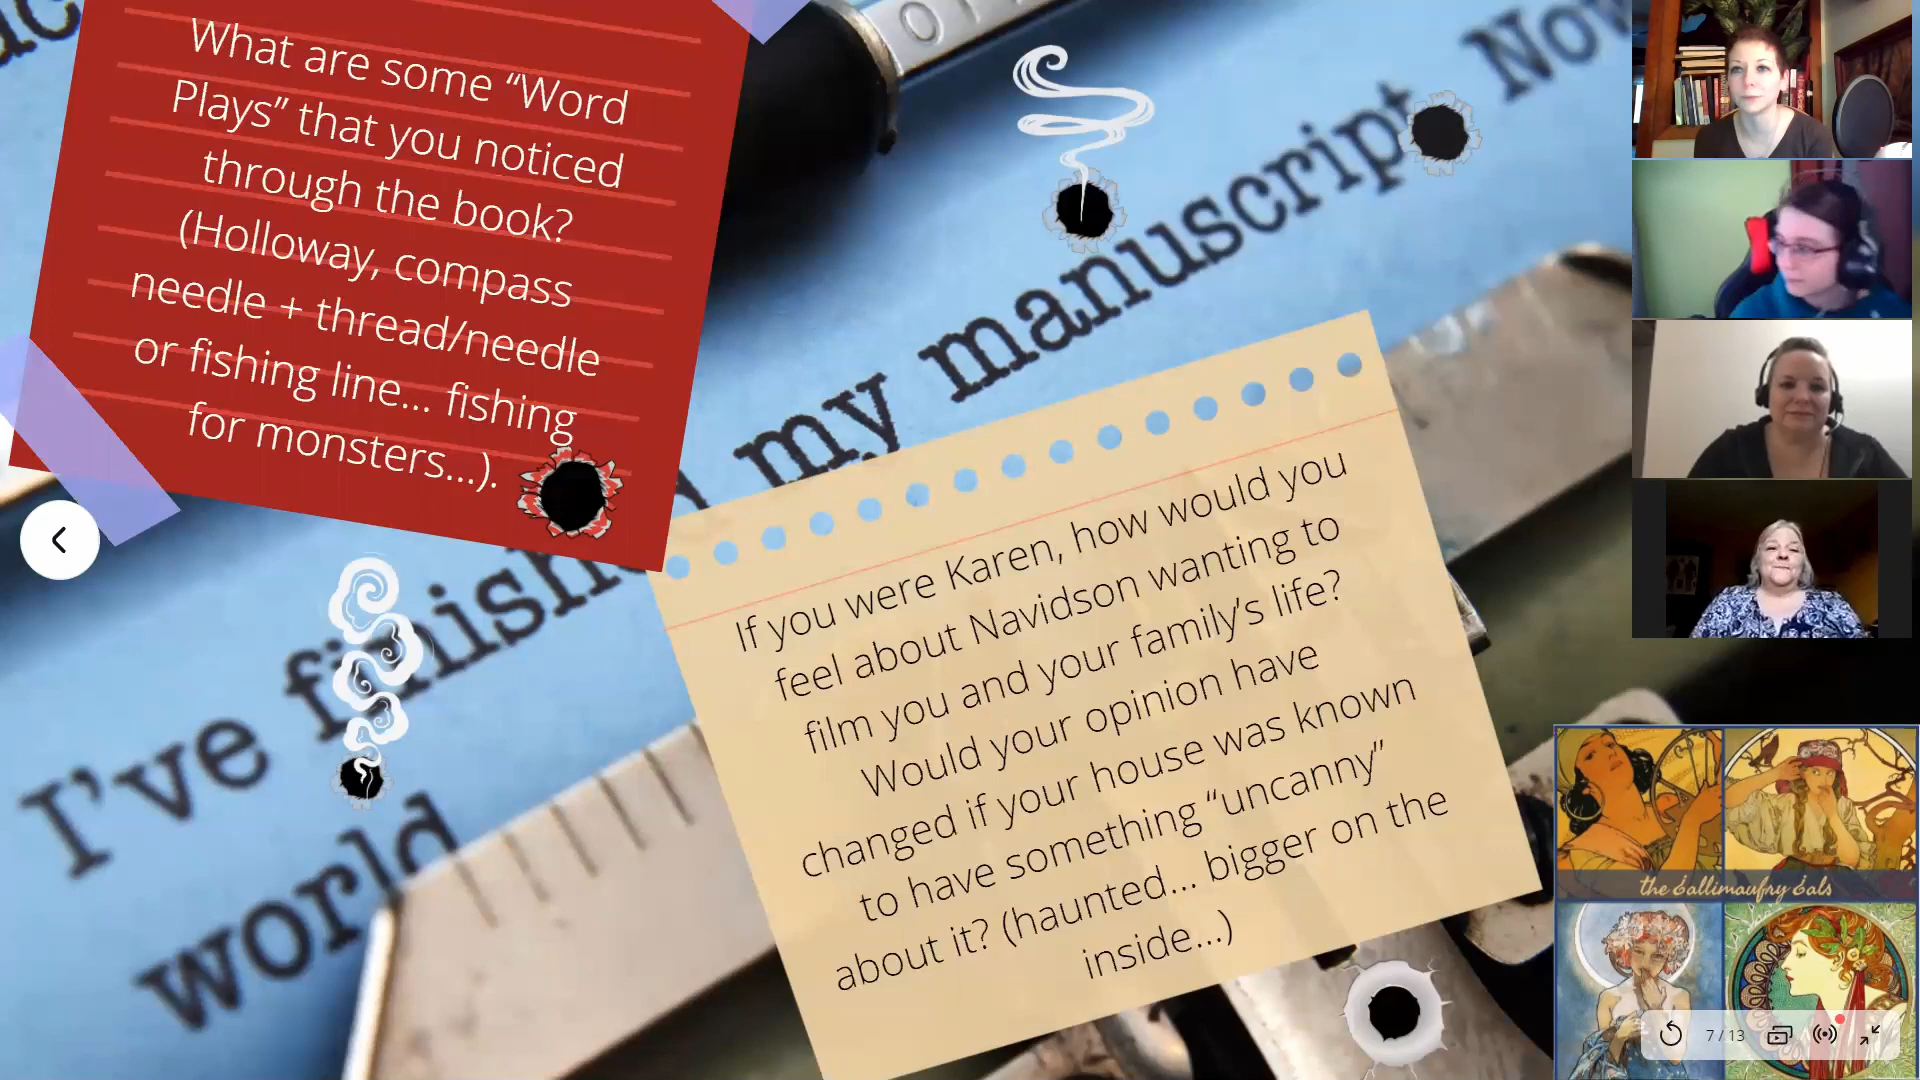 What are some “Word
Plays” that you noticed
through the book?
(Holloway, compass
needle + thread/needle
or fishing line... fishing
for monsters...).
my manuscript. Now
I've finished
world
If you were Karen, how would you
feel about Navidson wanting to
film you and your family's life?
Would your opinion have
changed if your house was known
to have something “uncanny”
about it? (haunted... bigger on the
inside...)
the Gallimaufry Gals
7 / 13